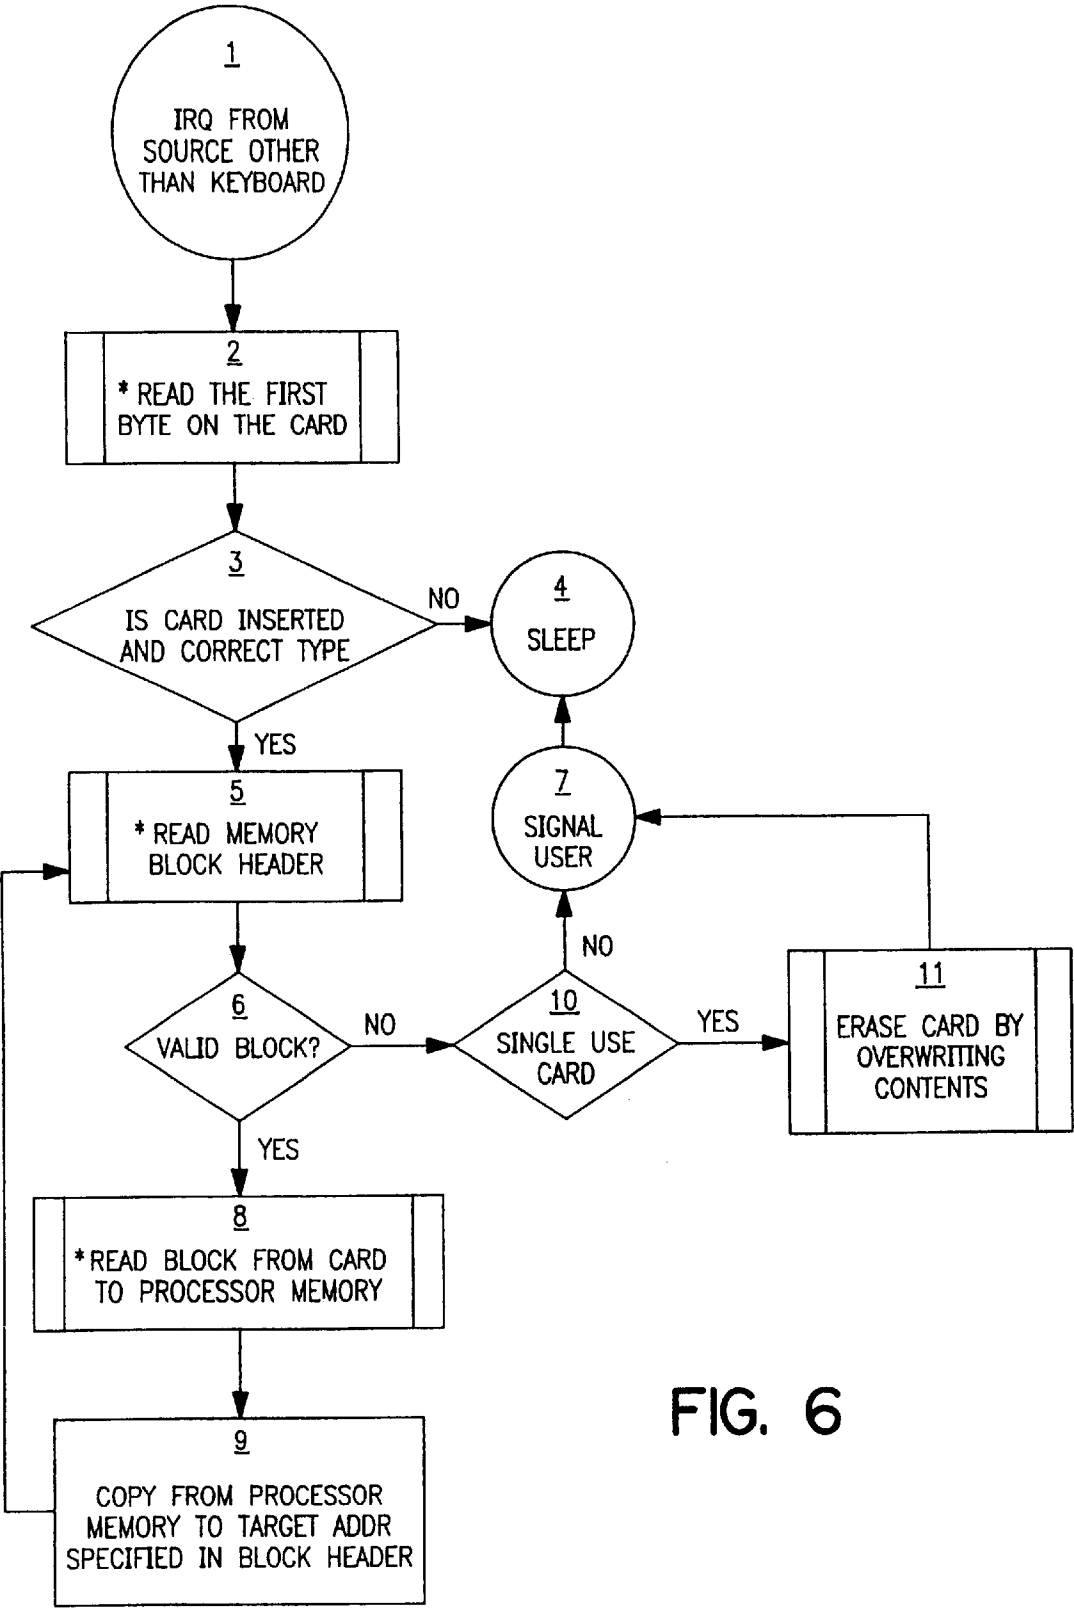 1
IRQ FROM
SOURCE OTHER
THAN KEYBOARD
2
*READ THE FIRST
BYTE ON THE CARD
3
IS CARD INSERTED
AND CORRECT TYPE
NO
4
SLEEP
YES
5
*READ MEMORY
BLOCK HEADER
7
SIGNAL
USER
6
VALID BLOCK?
NO
10
SINGLE USE
CARD
NO
YES
11
ERASE CARD BY
OVERWRITING
CONTENTS
YES
8
*READ BLOCK FROM CARD
TO PROCESSOR MEMORY
9
COPY FROM PROCESSOR
MEMORY TO TARGET ADDR
SPECIFIED IN BLOCK HEADER
FIG. 6